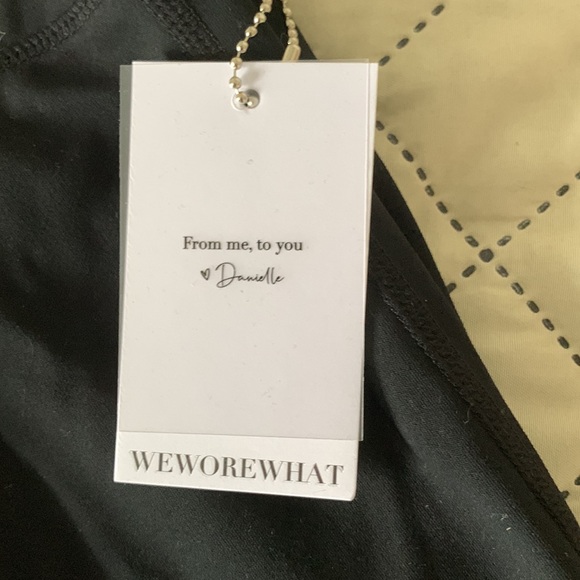 From me, to you
♡ Danielle
WEWOREWHAT